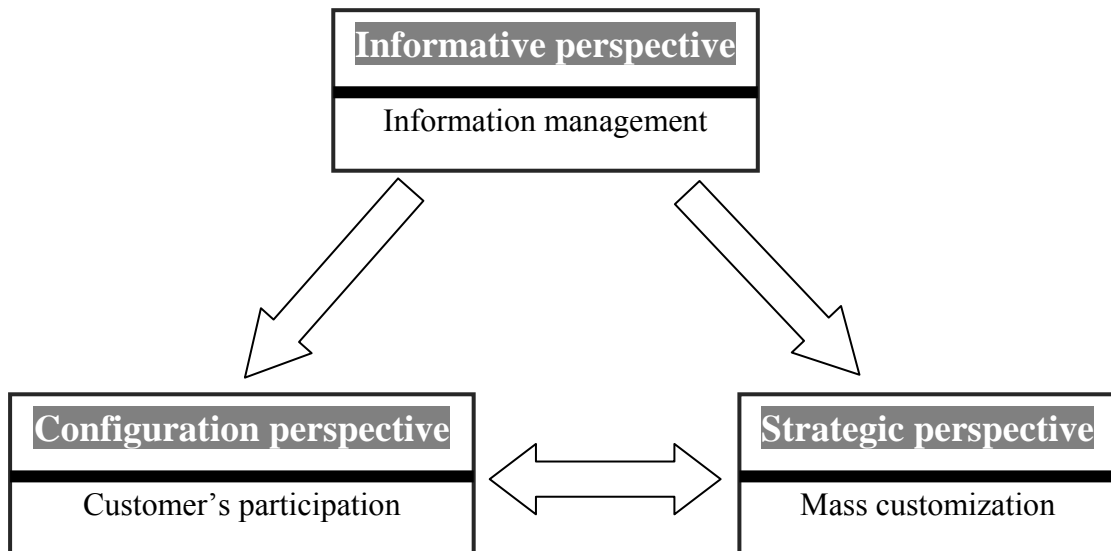 Informative perspective
Information management
Configuration perspective
Customer’s participation
Strategic perspective
Mass customization